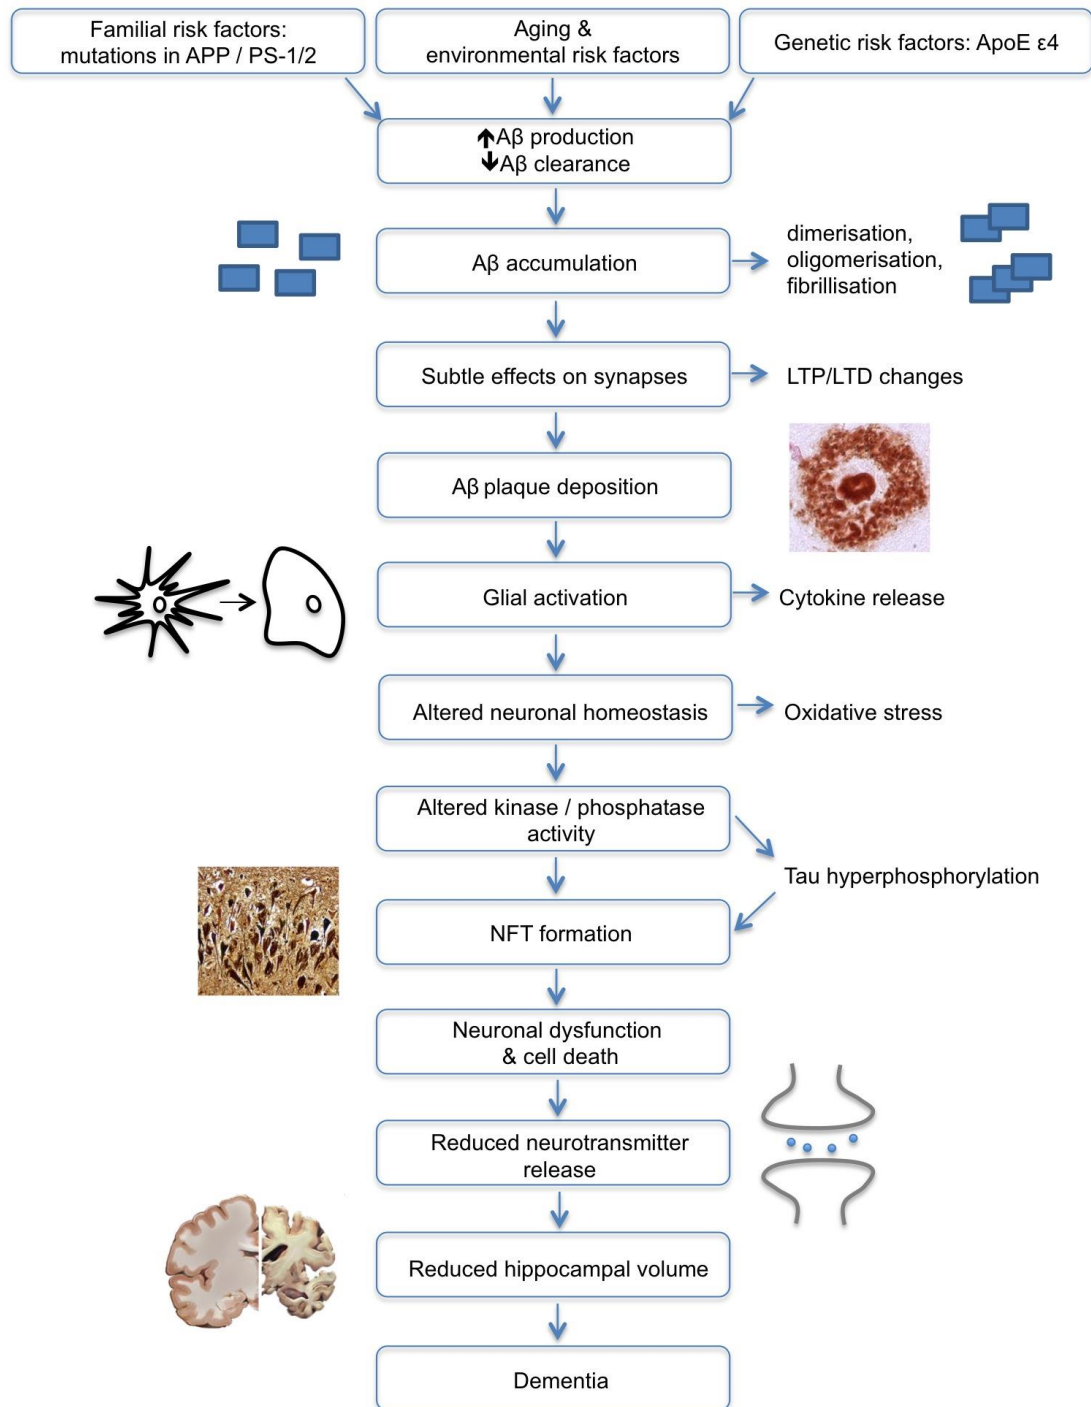 Familial risk factors:
mutations in APP / PS-1/2
Aging &
environmental risk factors
Genetic risk factors: ApoE ε4
🡹Aβ production
🡻Aβ clearance
Aβ accumulation
dimerisation,
oligomerisation,
fibrillisation
Subtle effects on synapses
LTP/LTD changes
Aβ plaque deposition
Glial activation
Cytokine release
Altered neuronal homeostasis
Oxidative stress
Altered kinase / phosphatase
activity
Tau hyperphosphorylation
NFT formation
Neuronal dysfunction
& cell death
Reduced neurotransmitter
release
Reduced hippocampal volume
Dementia